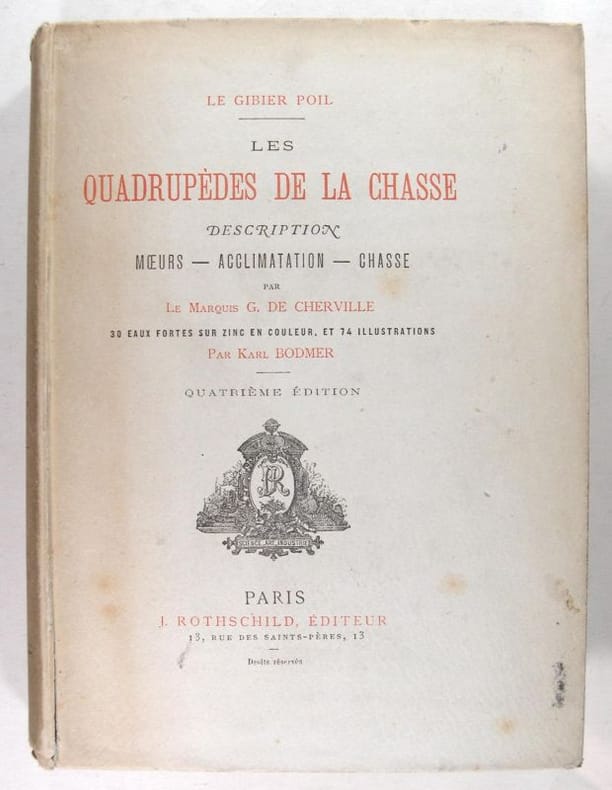 LE GIBIER POIL
LES
QUADRUPÈDES DE LA CHASSE
DESCRIPTION
MŒURS — ACCLIMATATION — CHASSE
PAR
LE MARQUIS G. DE CHERVILLE
30 EAUX FORTES SUR ZINC EN COULEUR, ET 74 ILLUSTRATIONS
PAR KARL BODMER
QUATRIÈME ÉDITION
JR
SCIENCE ART INDUSTRIE
PARIS
J. ROTHSCHILD, ÉDITEUR
13, RUE DES SAINTS-PÈRES, 13
Droits réservés